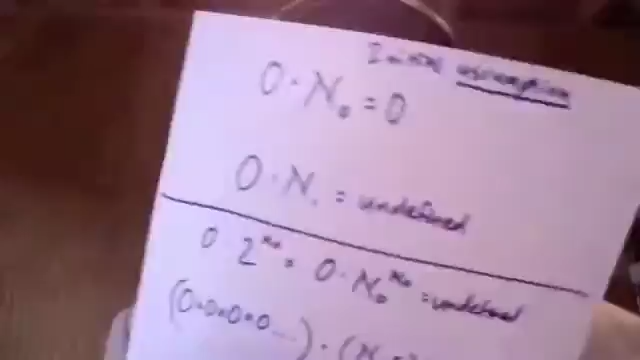 Initial assumption
0 · ℵ₀ = 0
0 · ℵ₁ = undefined
0 · 2^ℵ₀ = 0 · ℵ₀^ℵ₀ = undefined
(0·0·0·0...) · (ℵ₀